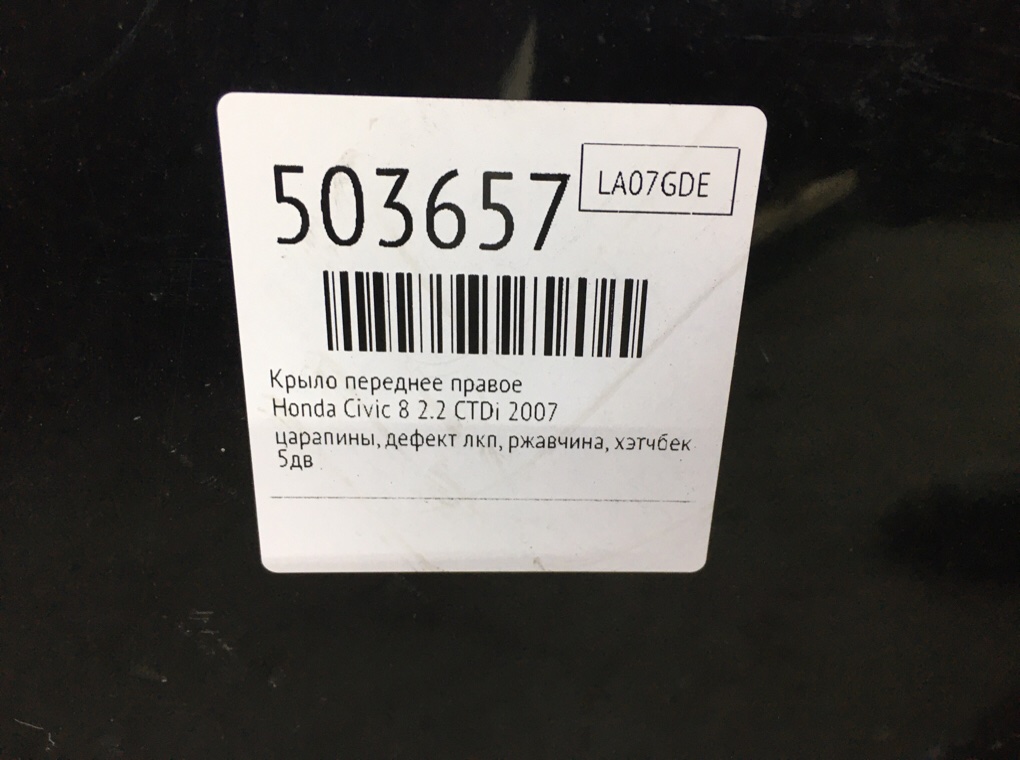 503657
LA07GDE
Крыло переднее правое
Honda Civic 8 2.2 CTDi 2007
царапины, дефект лкп, ржавчина, хэтчбек
5дв